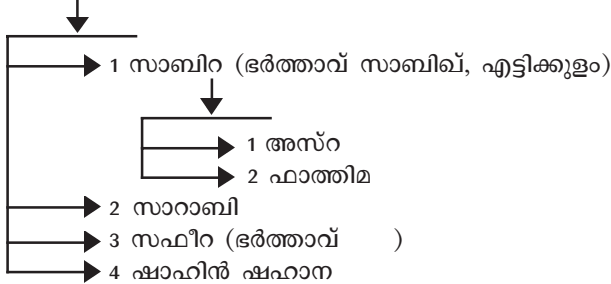 1 സാബിറ (ഭർത്താവ് സാബിഖ്, എട്ടിക്കുളം)
1 അസ്റ
2 ഫാത്തിമ
2 സാറാബി
3 സഫീറ (ഭർത്താവ് )
4 ഷാഹിൻ ഷഹാന